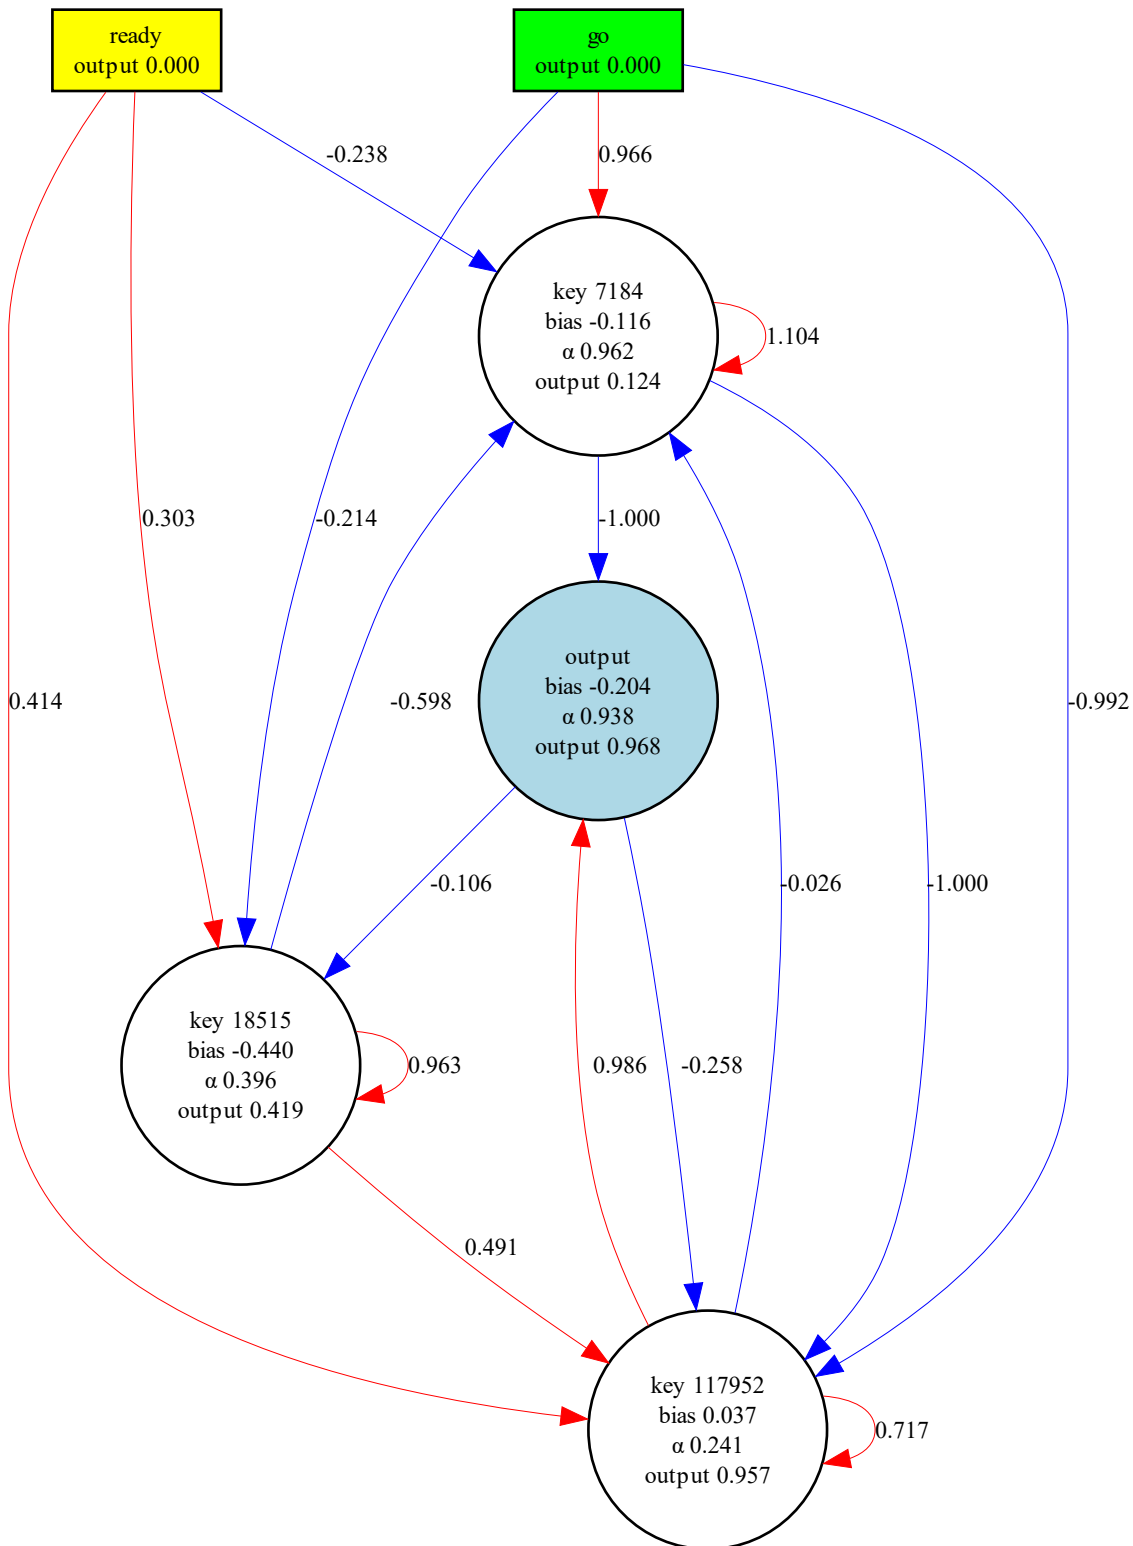 ready
output 0.000
go
output 0.000
-0.238
0.966
key 7184
bias -0.116
α 0.962
output 0.124
1.104
0.303
-0.214
-1.000
output
bias -0.204
α 0.938
output 0.968
0.414
-0.598
-0.992
-0.106
-0.026
-1.000
key 18515
bias -0.440
α 0.396
output 0.419
0.963
0.986
-0.258
0.491
key 117952
bias 0.037
α 0.241
output 0.957
0.717